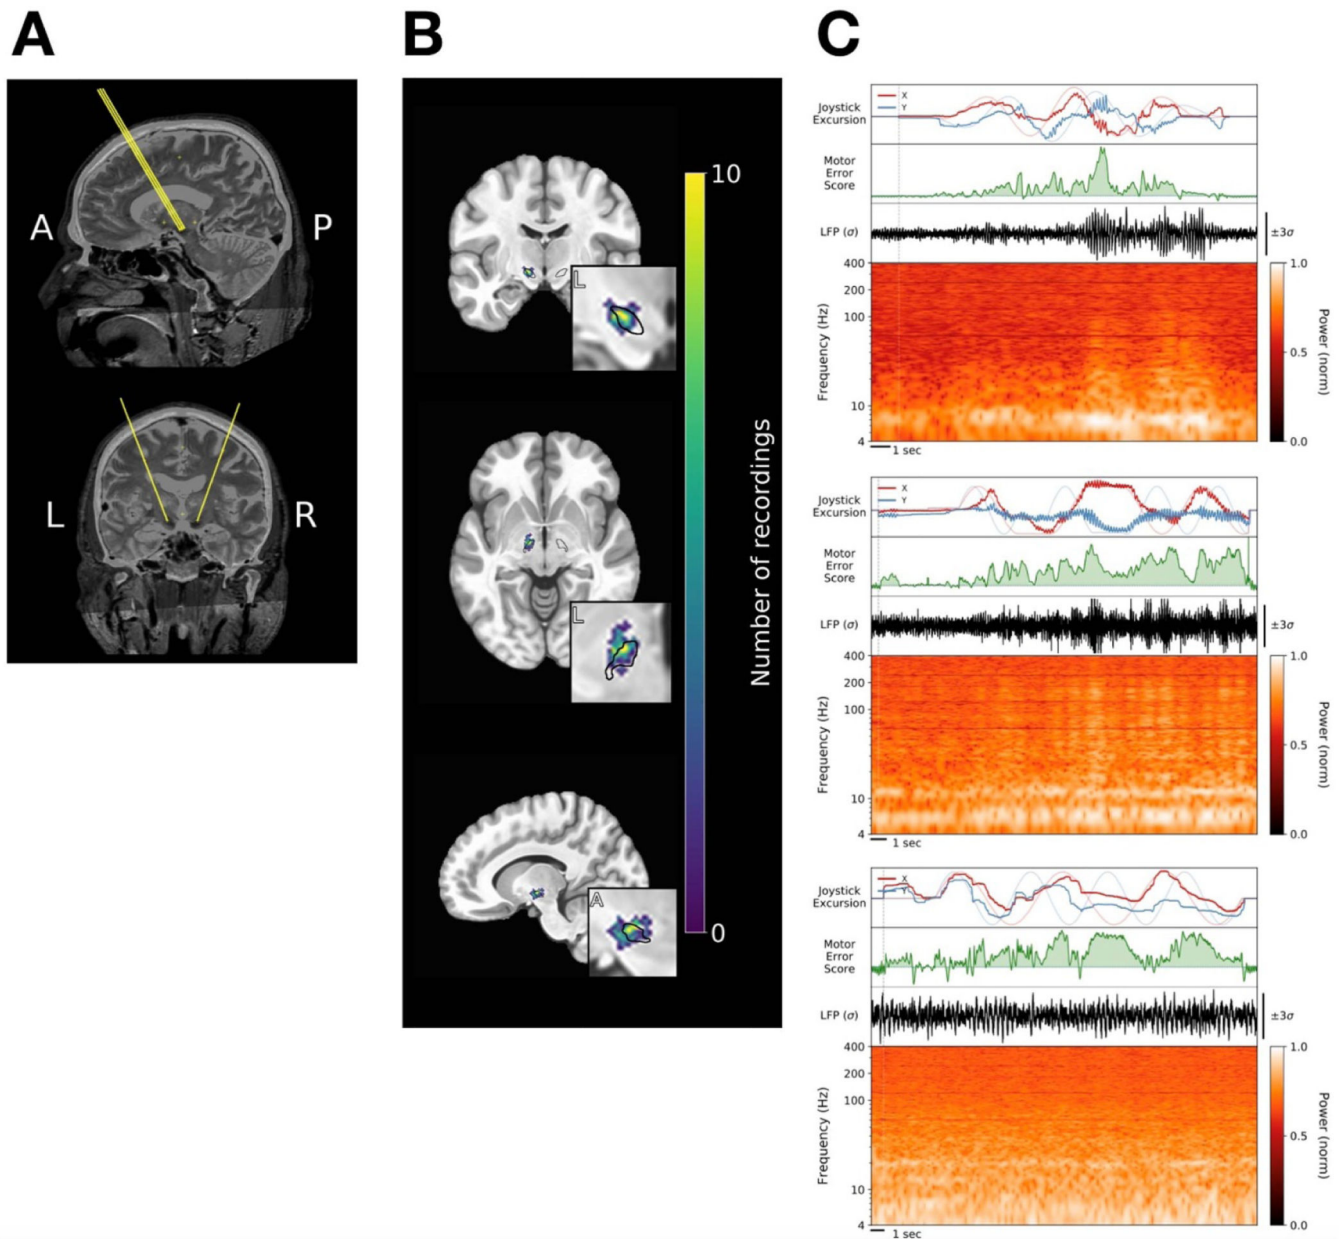 A
B
C
A
P
L
R
10
Number of recordings
0
L
L
A
X
Y
Joystick
Excursion
Motor
Error
Score
LFP (σ)
±3σ
400
200
100
10
4
Frequency (Hz)
1 sec
1.0
0.5
0.0
Power (norm)
X
Y
Joystick
Excursion
Motor
Error
Score
LFP (σ)
±3σ
400
200
100
10
4
Frequency (Hz)
1 sec
1.0
0.5
0.0
Power (norm)
X
Y
Joystick
Excursion
Motor
Error
Score
LFP (σ)
±3σ
400
200
100
10
4
Frequency (Hz)
1 sec
1.0
0.5
0.0
Power (norm)